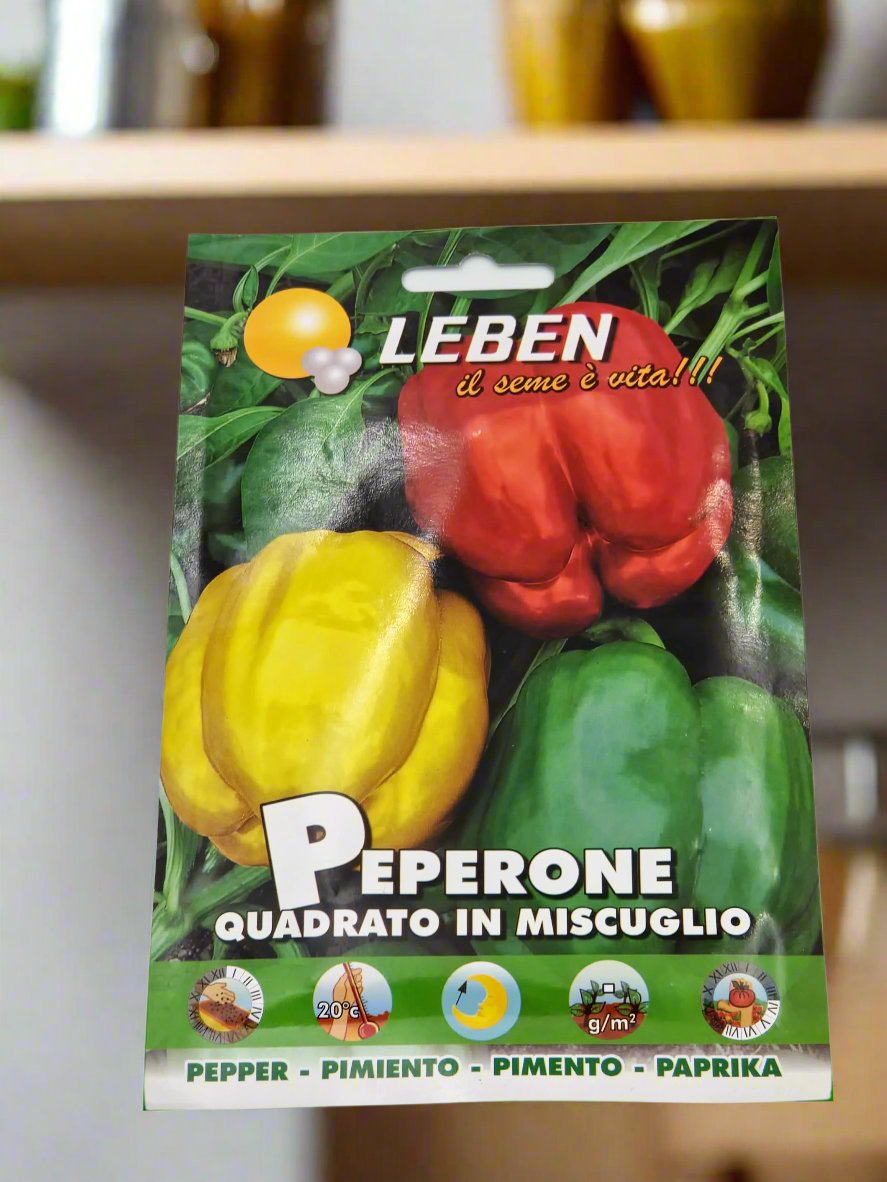 LEBEN
il seme è vita!!!
PEPERONE
QUADRATO IN MISCUGLIO
20°c
- g/m²
PEPPER - PIMIENTO - PIMENTO - PAPRIKA